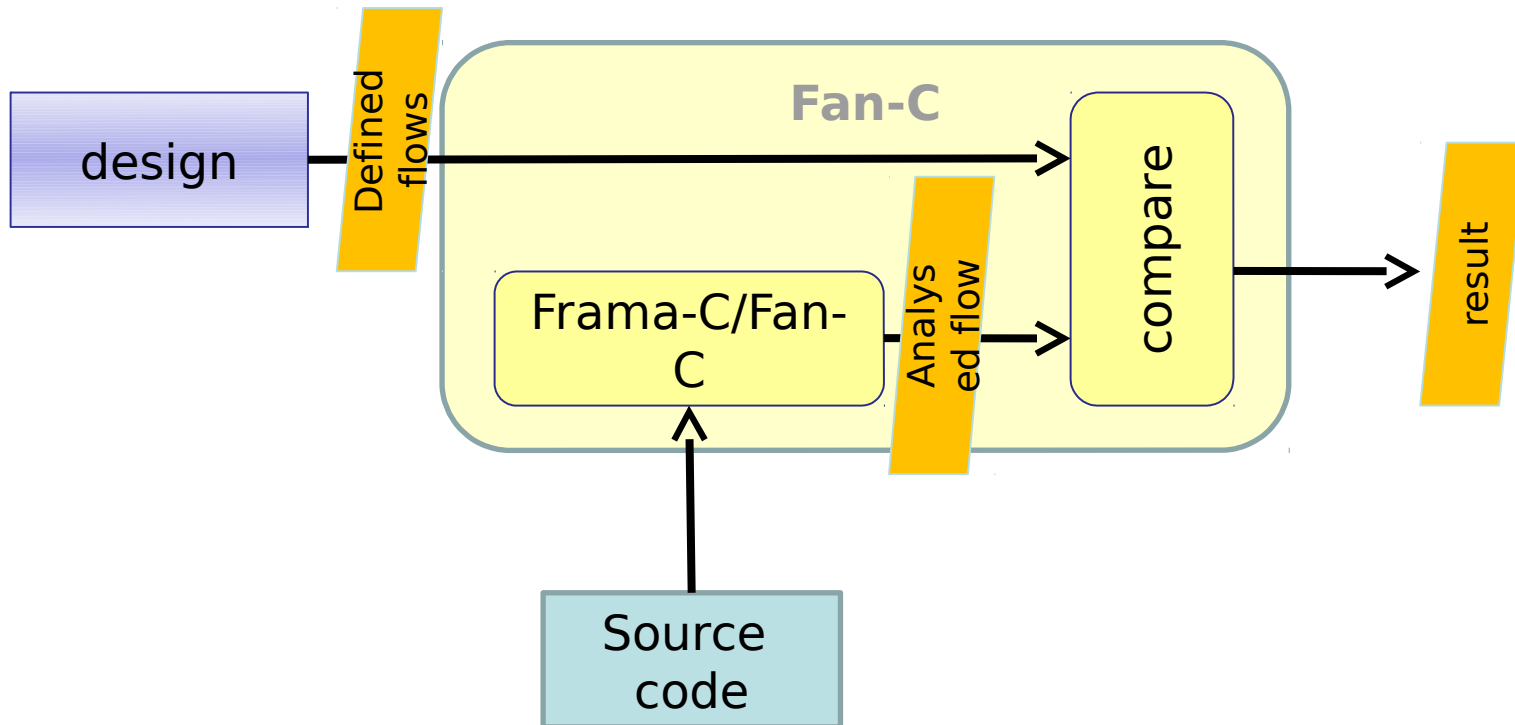 Defined
flows
design
Fan-C
compare
Analys
ed flow
result
Frama-C/Fan-
C
Source
code